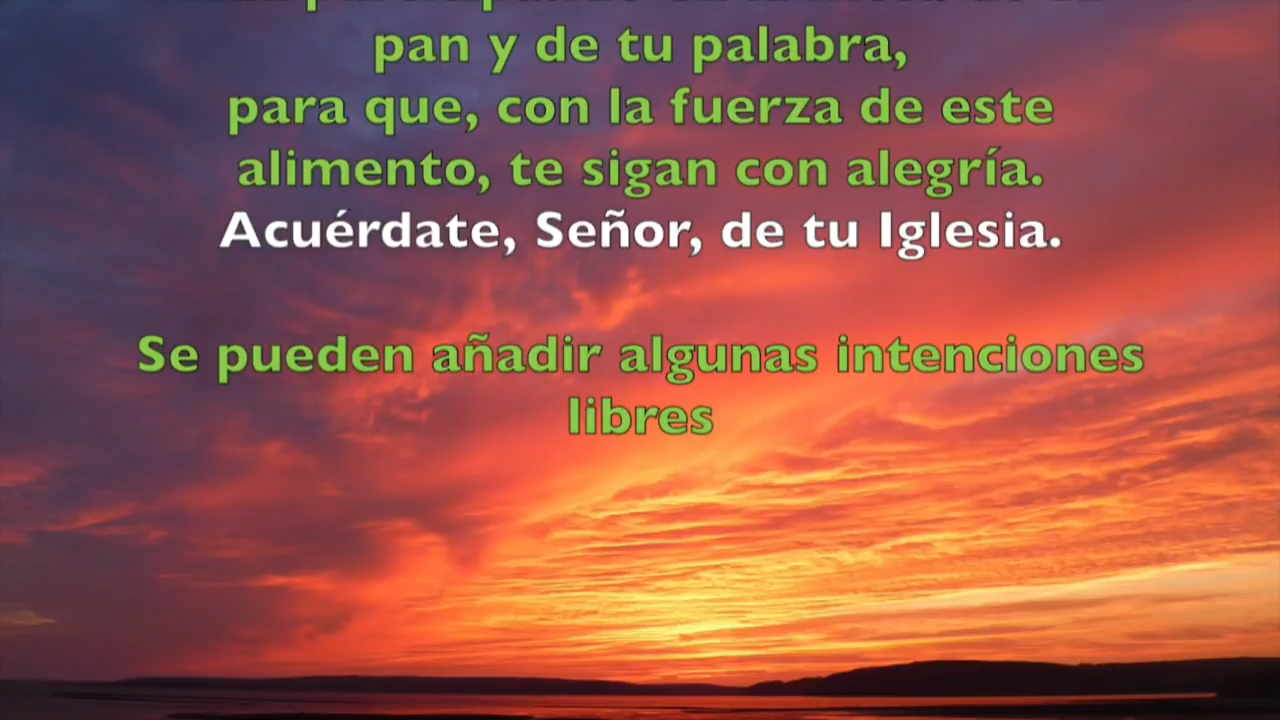 pan y de tu palabra,
para que, con la fuerza de este
alimento, te sigan con alegría.
Acuérdate, Señor, de tu Iglesia.
Se pueden añadir algunas intenciones
libres